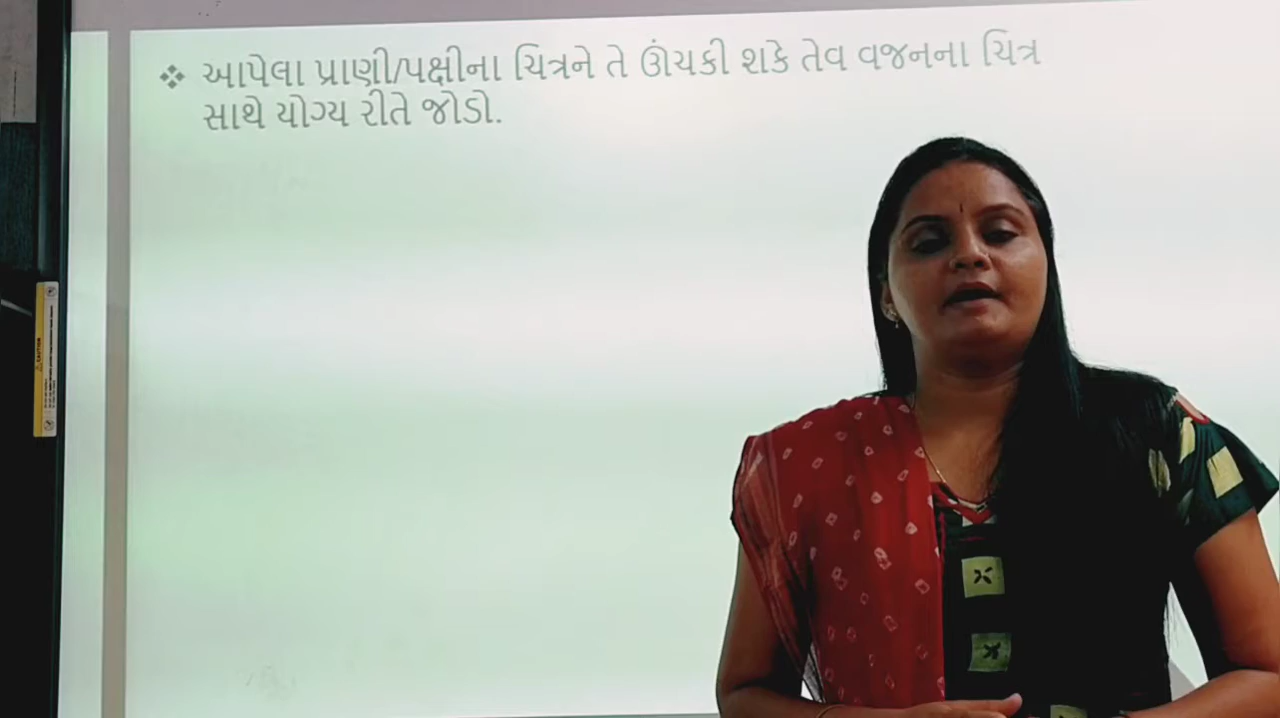 ❖ આપેલા પ્રાણી/પક્ષીના ચિત્રને તે ઊંચકી શકે તેવ વજનના ચિત્ર
સાથે યોગ્ય રીતે જોડો.